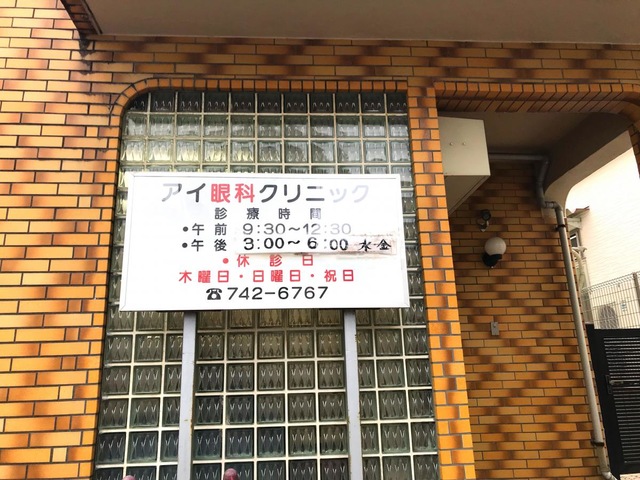 アイ眼科クリニック
診療時間
•午前 9:30～12:30
•午後 3:00～6:00 水・金
•休診日
木曜日・日曜日・祝日
☎742-6767